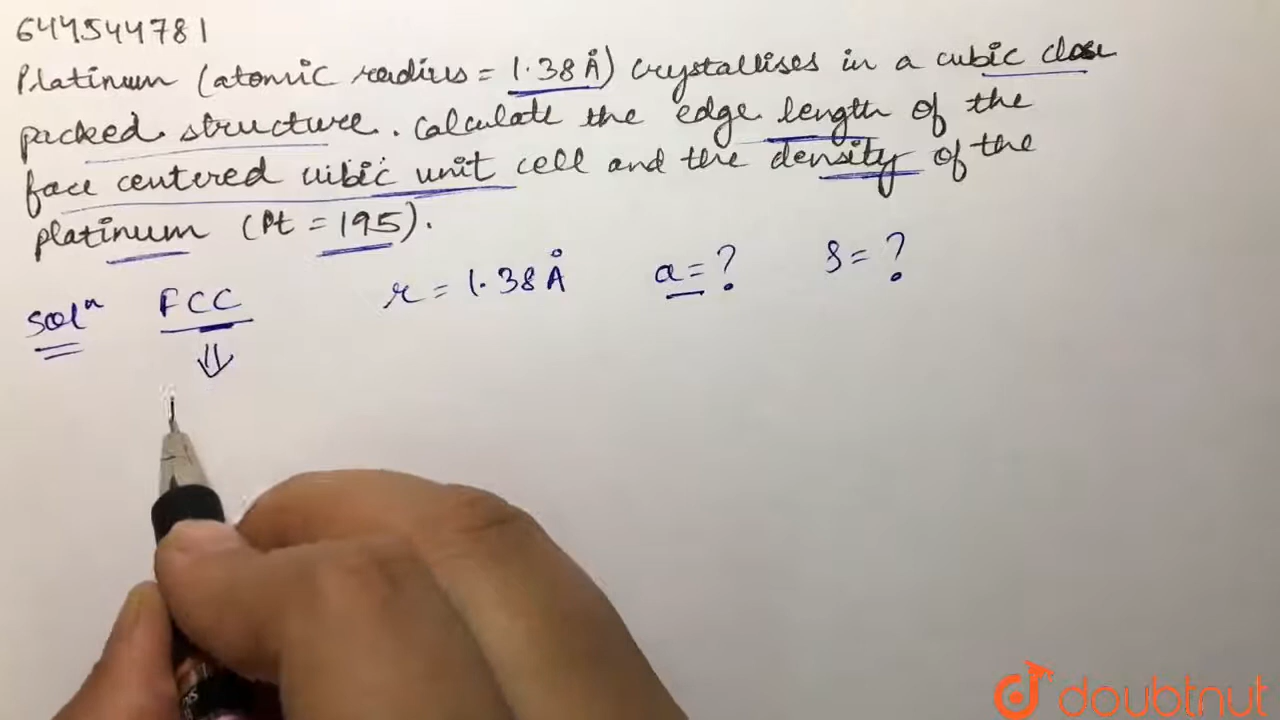 644544781
Platinum (atomic radius = 1.38 Å) crystallises in a cubic close
packed structure. Calculate the edge length of the
face centered cubic unit cell and the density of the
platinum (Pt = 195).
Solⁿ FCC r = 1.38 Å a = ? S = ?
⇓
doubtnut